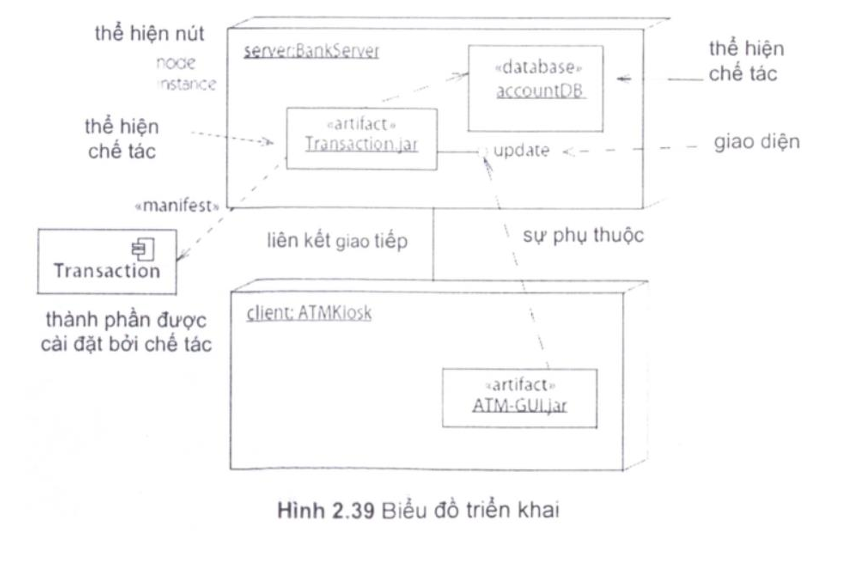 thể hiện nút
node
instance
server:BankServer
«database»
accountDB
thể hiện
chế tác
thể hiện
chế tác
«artifact»
Transaction.jar
update
giao diện
«manifest»
Transaction
liên kết giao tiếp
sự phụ thuộc
thành phần được
cài đặt bởi chế tác
client: ATMKiosk
«artifact»
ATM-GUI.jar
Hình 2.39 Biểu đồ triển khai